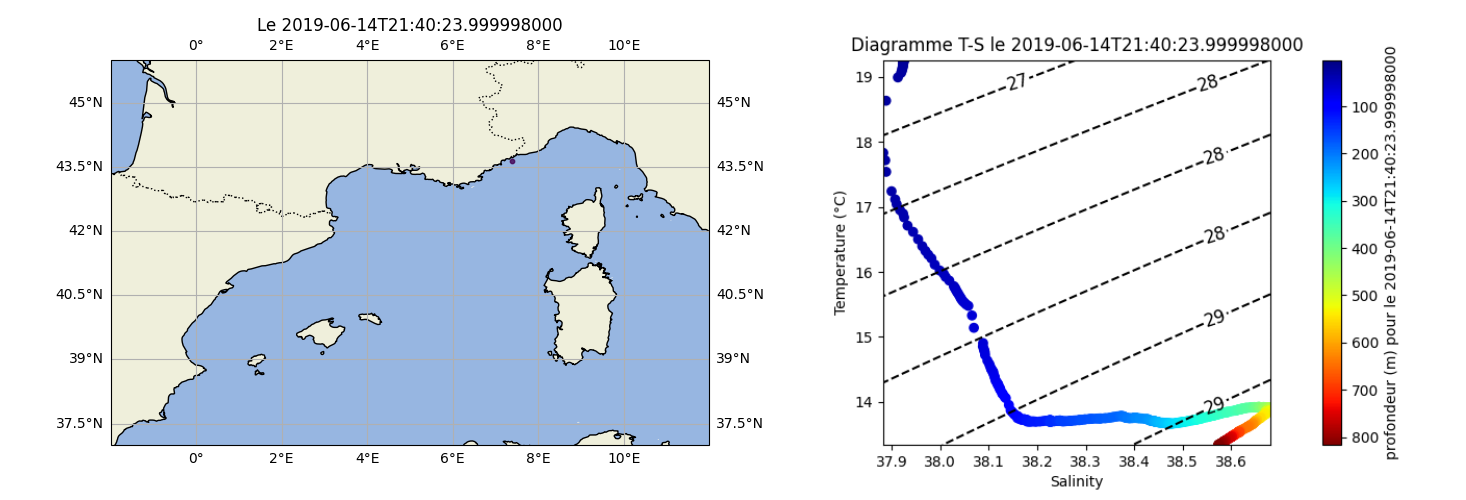 Le 2019-06-14T21:40:23.999998000
0° 2°E 4°E 6°E 8°E 10°E
45°N 45°N
43.5°N 43.5°N
42°N 42°N
40.5°N 40.5°N
39°N 39°N
37.5°N 37.5°N
0° 2°E 4°E 6°E 8°E 10°E
Diagramme T-S le 2019-06-14T21:40:23.999998000
19
18
17
16
15
14
Temperature (°C)
27
28
28
28
29
29
37.9 38.0 38.1 38.2 38.3 38.4 38.5 38.6
Salinity
100
200
300
400
500
600
700
800
profondeur (m) pour le 2019-06-14T21:40:23.999998000